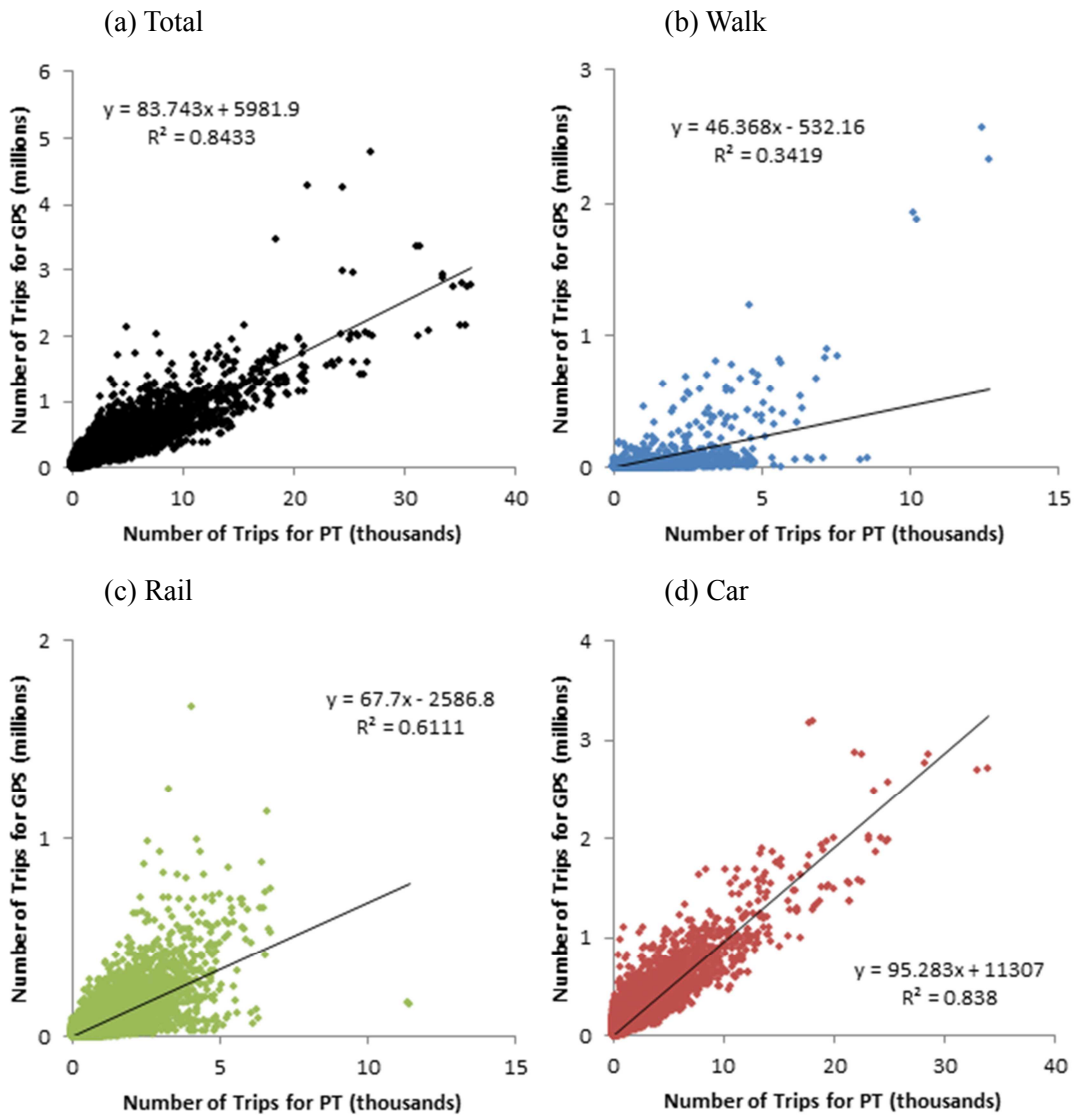 (a) Total
Number of Trips for GPS (millions)
6
5
4
3
2
1
0
y = 83.743x + 5981.9
R² = 0.8433
0 10 20 30 40
Number of Trips for PT (thousands)
(b) Walk
Number of Trips for GPS (millions)
3
2
1
0
y = 46.368x - 532.16
R² = 0.3419
0 5 10 15
Number of Trips for PT (thousands)
(c) Rail
Number of Trips for GPS (millions)
2
1
0
y = 67.7x - 2586.8
R² = 0.6111
0 5 10 15
Number of Trips for PT (thousands)
(d) Car
Number of Trips for GPS (millions)
4
3
2
1
0
y = 95.283x + 11307
R² = 0.838
0 10 20 30 40
Number of Trips for PT (thousands)